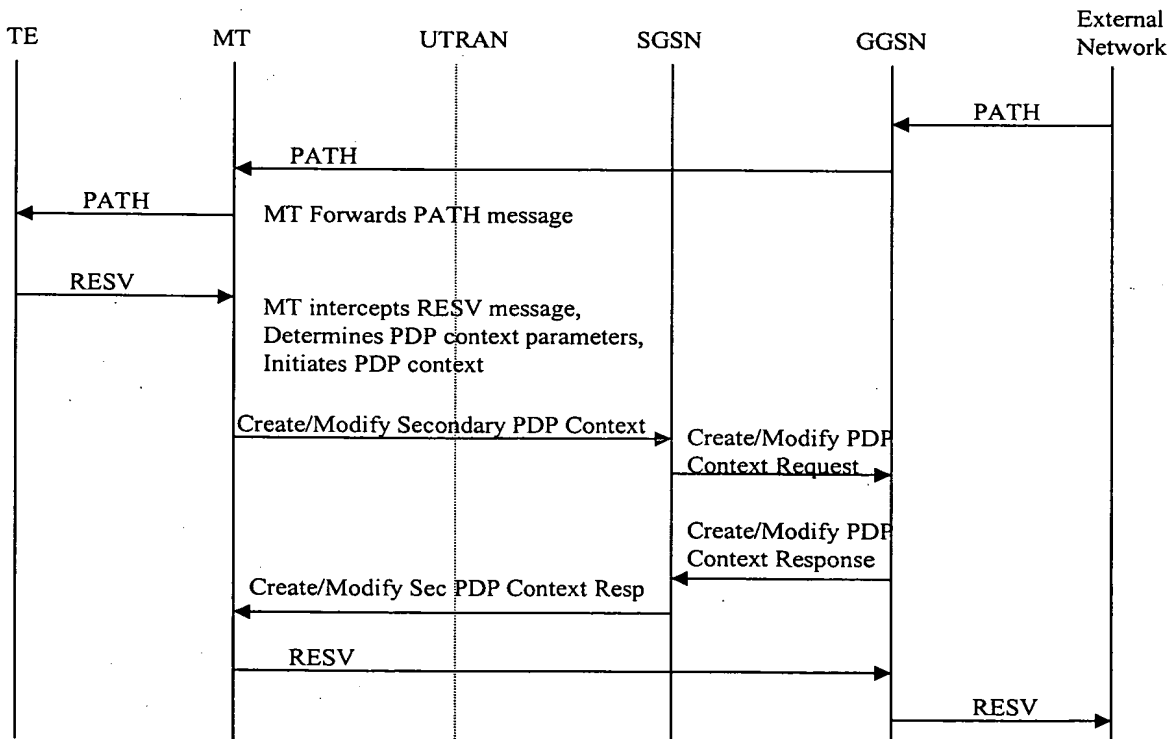 TE
MT
UTRAN
SGSN
GGSN
External
Network
PATH
PATH
PATH
MT Forwards PATH message
RESV
MT intercepts RESV message,
Determines PDP context parameters,
Initiates PDP context
Create/Modify Secondary PDP Context
Create/Modify PDP
Context Request
Create/Modify PDP
Context Response
Create/Modify Sec PDP Context Resp
RESV
RESV